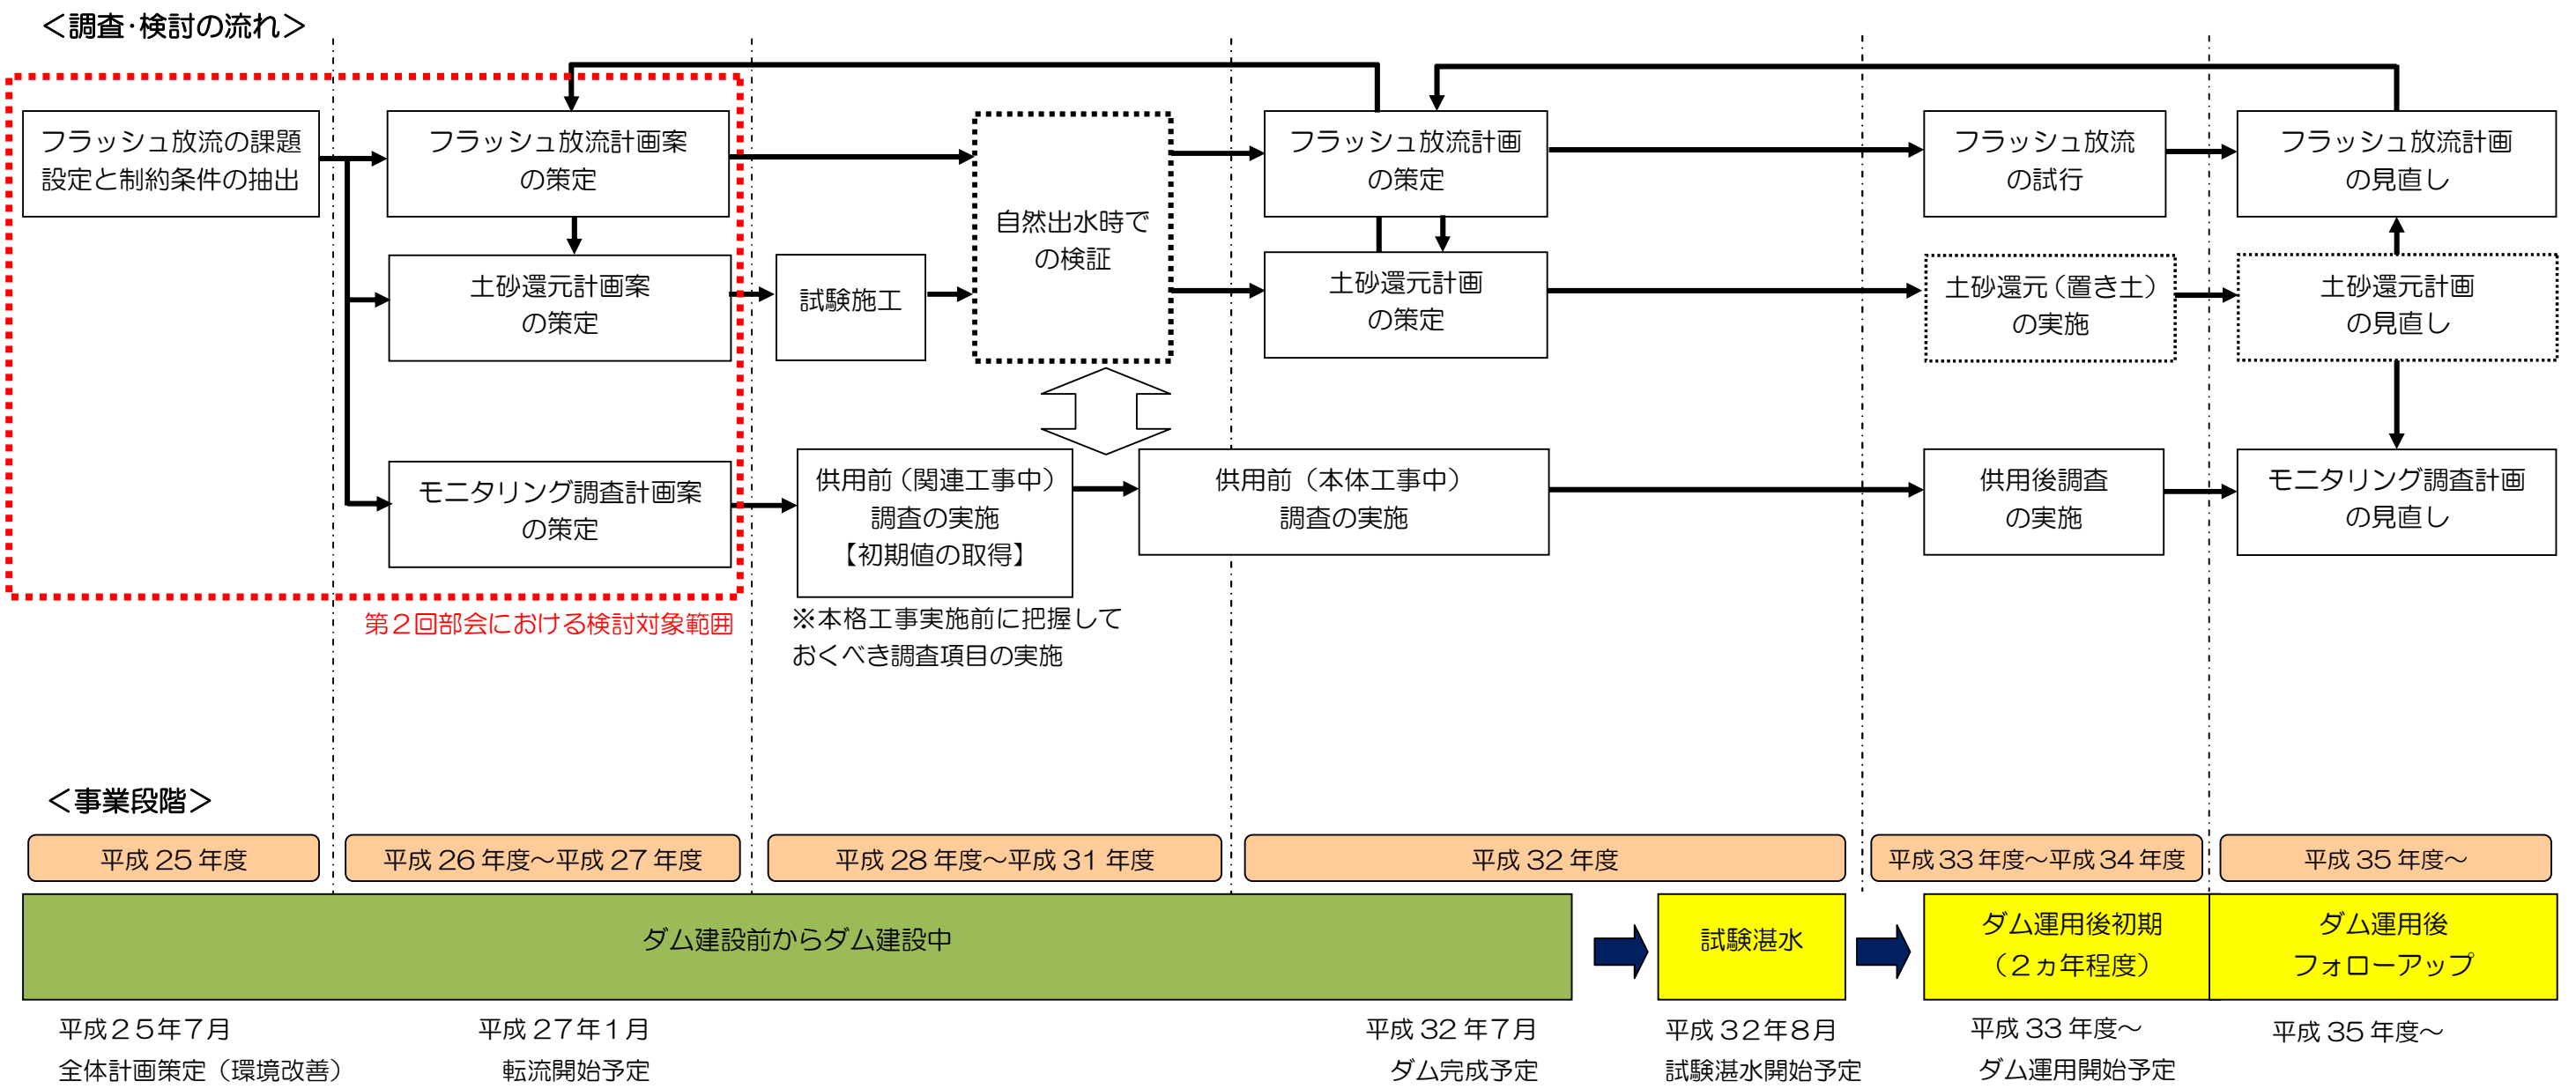 ＜調査･検討の流れ＞
フラッシュ放流の課題
設定と制約条件の抽出
フラッシュ放流計画案
の策定
土砂還元計画案
の策定
モニタリング調査計画案
の策定
第２回部会における検討対象範囲
試験施工
自然出水時で
の検証
供用前（関連工事中）
調査の実施
【初期値の取得】
※本格工事実施前に把握して
おくべき調査項目の実施
フラッシュ放流計画
の策定
土砂還元計画
の策定
供用前（本体工事中）
調査の実施
フラッシュ放流
の試行
土砂還元（置き土）
の実施
供用後調査
の実施
フラッシュ放流計画
の見直し
土砂還元計画
の見直し
モニタリング調査計画
の見直し
＜事業段階＞
平成 25 年度
平成 26 年度～平成 27 年度
平成 28 年度～平成 31 年度
平成 32 年度
平成 33 年度～平成 34 年度
平成 35 年度～
ダム建設前からダム建設中
試験湛水
ダム運用後初期
（２ヵ年程度）
ダム運用後
フォローアップ
平成２５年７月
全体計画策定（環境改善）
平成 27年１月
転流開始予定
平成 32 年７月
ダム完成予定
平成 32年８月
試験湛水開始予定
平成 33 年度～
ダム運用開始予定
平成 35 年度～